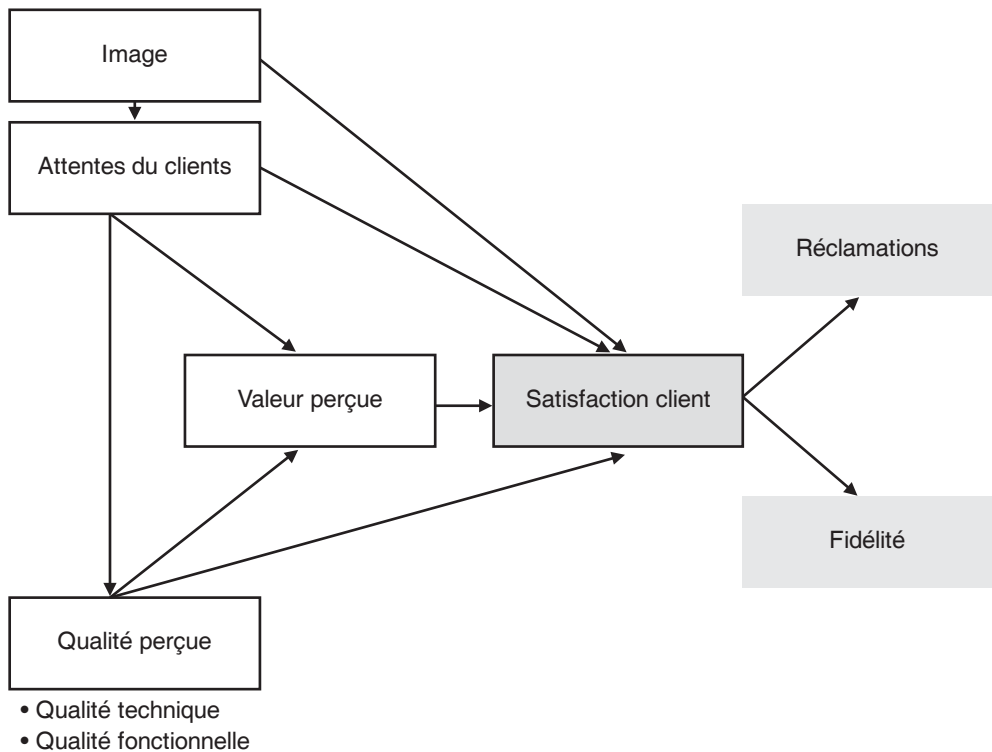 Image
Attentes du clients
Réclamations
Valeur perçue
Satisfaction client
Fidélité
Qualité perçue
• Qualité technique
• Qualité fonctionnelle